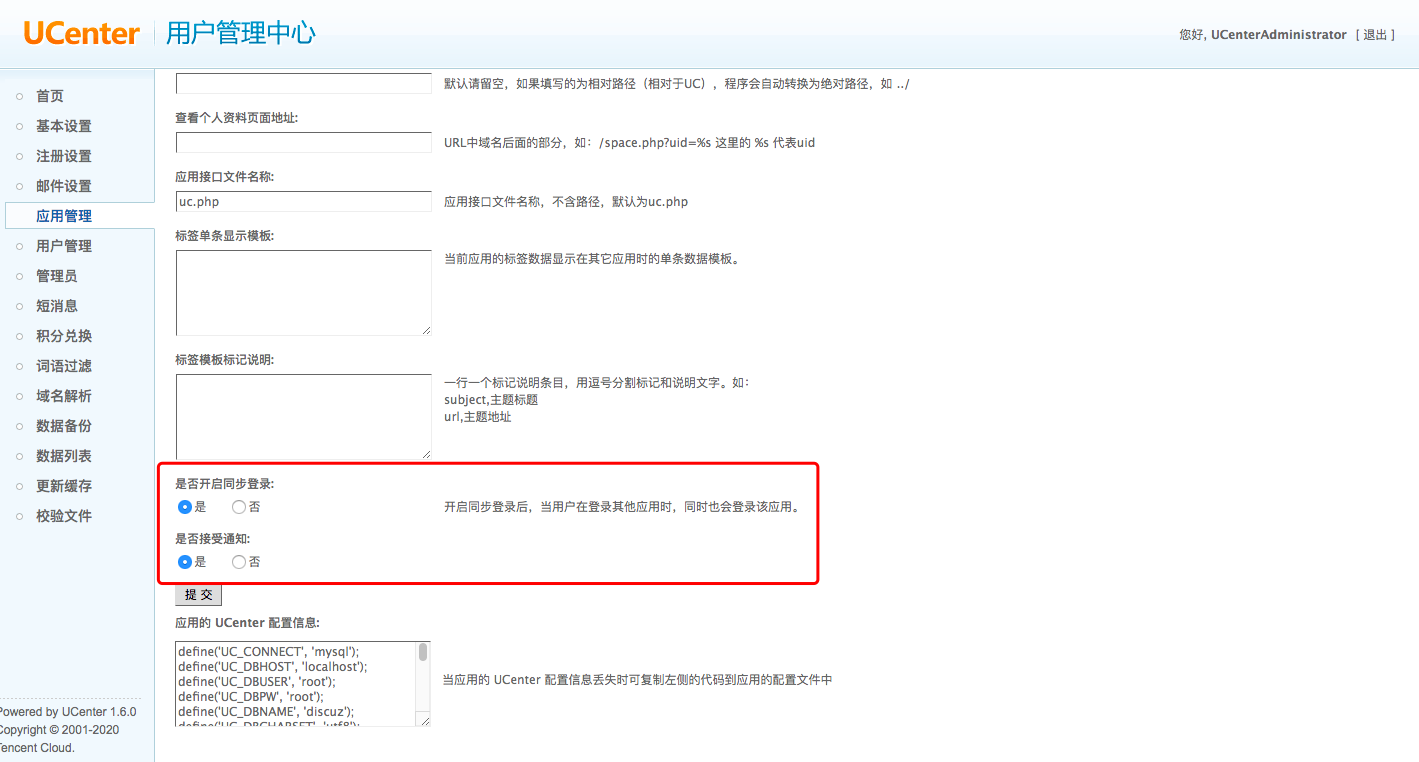 UCenter 用户管理中心
您好, UCenterAdministrator [ 退出 ]
首页
基本设置
注册设置
邮件设置
应用管理
用户管理
管理员
短消息
积分兑换
词语过滤
域名解析
数据备份
数据列表
更新缓存
校验文件
Powered by UCenter 1.6.0
Copyright © 2001-2020
Tencent Cloud.
默认请留空，如果填写的为相对路径（相对于UC），程序会自动转换为绝对路径，如 ../
查看个人资料页面地址:
URL中域名后面的部分，如：/space.php?uid=%s 这里的 %s 代表uid
应用接口文件名称:
uc.php 应用接口文件名称，不含路径，默认为uc.php
标签单条显示模板:
当前应用的标签数据显示在其它应用时的单条数据模板。
标签模板标记说明:
一行一个标记说明条目，用逗号分割标记和说明文字。如：
subject,主题标题
url,主题地址
是否开启同步登录:
是 否 开启同步登录后，当用户在登录其他应用时，同时也会登录该应用。
是否接受通知:
是 否
提 交
应用的 UCenter 配置信息:
define('UC_CONNECT', 'mysql');
define('UC_DBHOST', 'localhost');
define('UC_DBUSER', 'root');
define('UC_DBPW', 'root');
define('UC_DBNAME', 'discuz');
define('UC_DBCHARSET', 'utf8');
当应用的 UCenter 配置信息丢失时可复制左侧的代码到应用的配置文件中